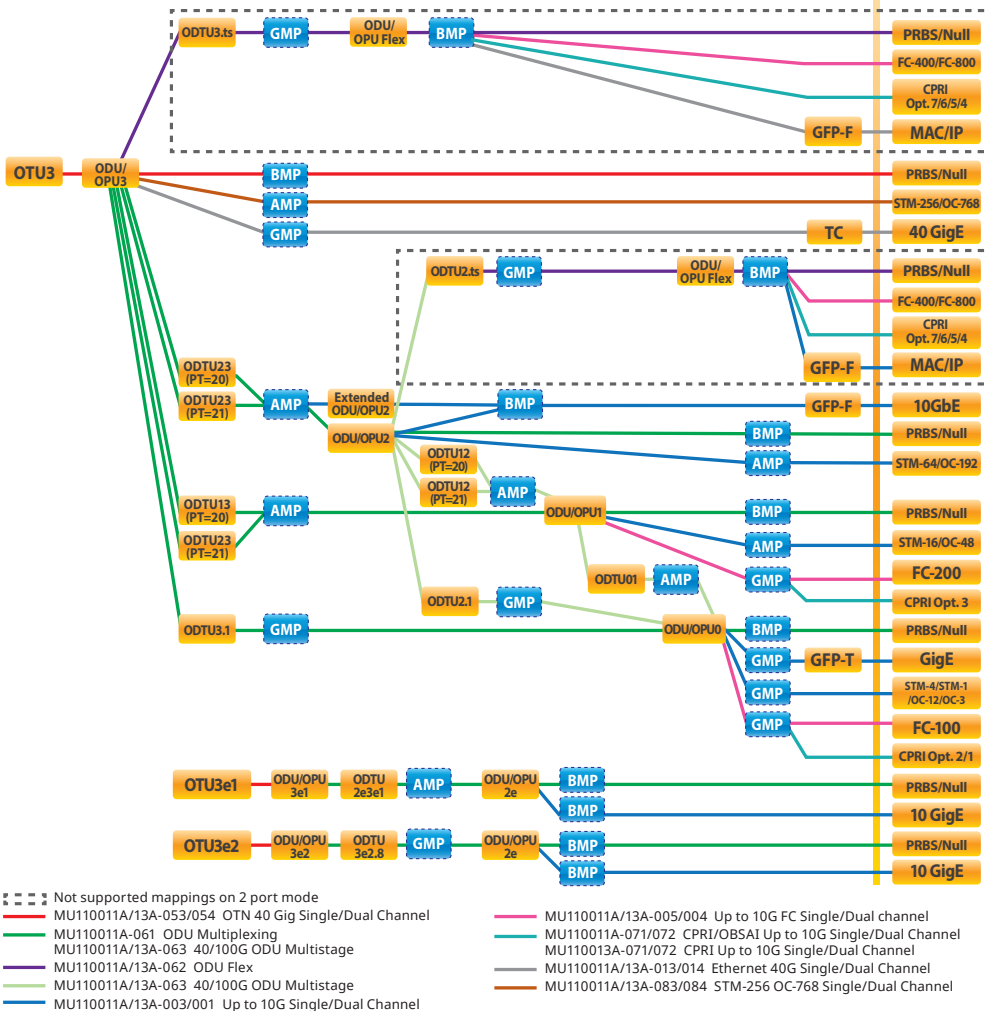 ODTU3.ts
GMP
ODU/
OPU Flex
BMP
PRBS/Null
FC-400/FC-800
CPRI
Opt. 7/6/5/4
GFP-F
MAC/IP
OTU3
ODU/
OPU3
BMP
PRBS/Null
AMP
STM-256/OC-768
GMP
TC
40 GigE
ODTU2.ts
GMP
ODU/
OPU Flex
BMP
PRBS/Null
FC-400/FC-800
CPRI
Opt. 7/6/5/4
GFP-F
MAC/IP
ODTU23
(PT=20)
ODTU23
(PT=21)
AMP
Extended
ODU/OPU2
BMP
GFP-F
10GbE
ODU/OPU2
BMP
PRBS/Null
ODTU12
(PT=20)
AMP
STM-64/OC-192
ODTU12
(PT=21)
AMP
ODTU13
(PT=20)
AMP
ODU/OPU1
BMP
PRBS/Null
ODTU23
(PT=21)
AMP
STM-16/OC-48
ODTU01
AMP
GMP
FC-200
CPRI Opt. 3
ODTU2.1
GMP
ODTU3.1
GMP
ODU/OPU0
BMP
PRBS/Null
GMP
GFP-T
GigE
GMP
STM-4/STM-1
/OC-12/OC-3
GMP
FC-100
CPRI Opt. 2/1
OTU3e1
ODU/OPU
3e1
ODTU
2e3e1
AMP
ODU/OPU
2e
BMP
PRBS/Null
BMP
10 GigE
OTU3e2
ODU/OPU
3e2
ODTU
3e2.8
GMP
ODU/OPU
2e
BMP
PRBS/Null
BMP
10 GigE
Not supported mappings on 2 port mode
MU110011A/13A-053/054 OTN 40 Gig Single/Dual Channel
MU110011A-061 ODU Multiplexing
MU110011A/13A-063 40/100G ODU Multistage
MU110011A/13A-062 ODU Flex
MU110011A/13A-063 40/100G ODU Multistage
MU110011A/13A-003/001 Up to 10G Single/Dual Channel
MU110011A/13A-005/004 Up to 10G FC Single/Dual channel
MU110011A-071/072 CPRI/OBSAI Up to 10G Single/Dual Channel
MU110013A-071/072 CPRI Up to 10G Single/Dual Channel
MU110011A/13A-013/014 Ethernet 40G Single/Dual Channel
MU110011A/13A-083/084 STM-256 OC-768 Single/Dual Channel